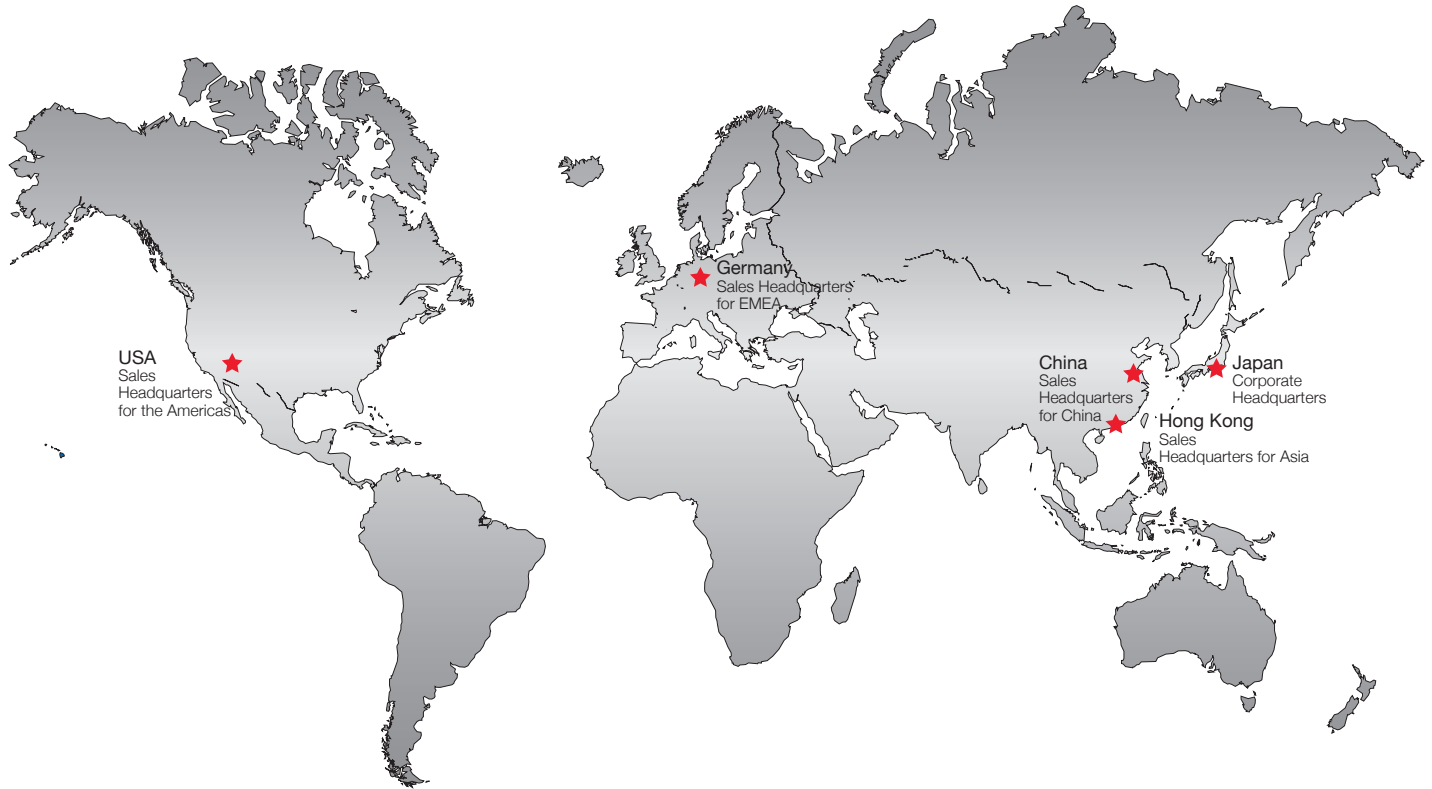 Germany
Sales Headquarters
for EMEA
USA
Sales
Headquarters
for the Americas
China
Sales
Headquarters
for China
Japan
Corporate
Headquarters
Hong Kong
Sales
Headquarters for Asia